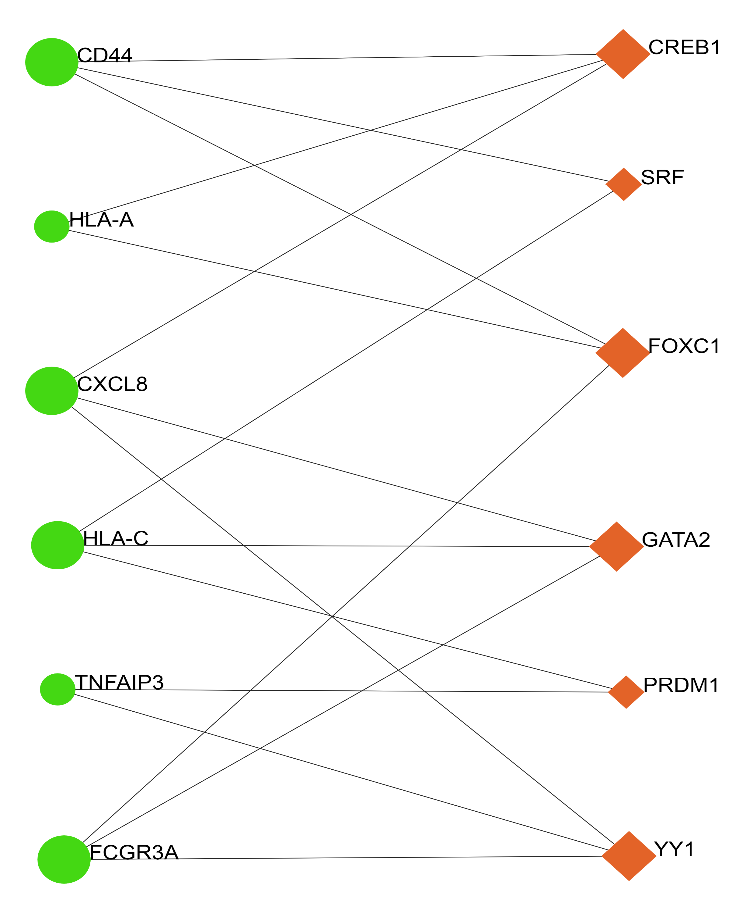 CD44
CREB1
SRF
HLA-A
FOXC1
CXCL8
HLA-C
GATA2
TNFAIP3
PRDM1
FCGR3A
YY1